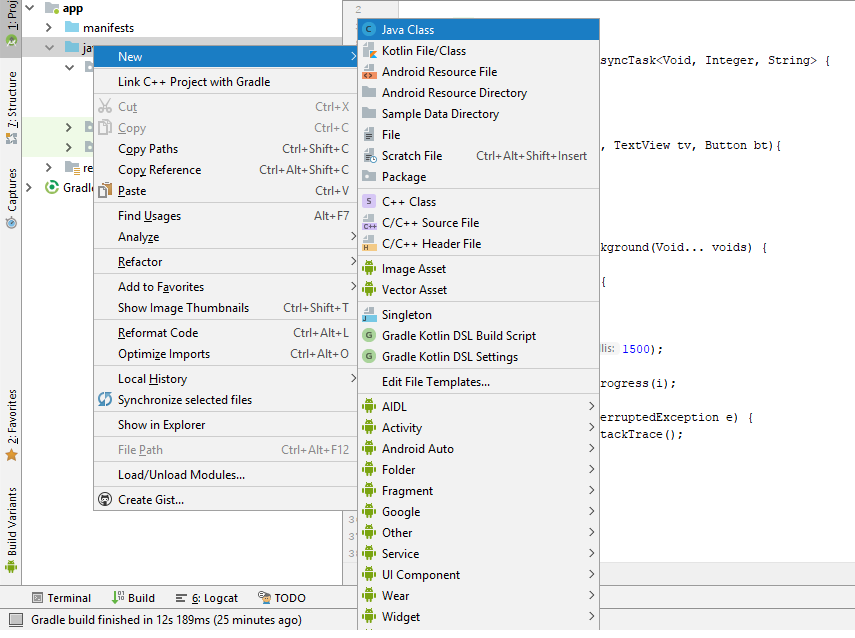 1: Proj
7: Structure
Captures
2: Favorites
Build Variants
app
manifests
ja
re
Gradle
New
Link C++ Project with Gradle
Cut Ctrl+X
Copy Ctrl+C
Copy Paths Ctrl+Shift+C
Copy Reference Ctrl+Alt+Shift+C
Paste Ctrl+V
Find Usages Alt+F7
Analyze
Refactor
Add to Favorites
Show Image Thumbnails Ctrl+Shift+T
Reformat Code Ctrl+Alt+L
Optimize Imports Ctrl+Alt+O
Local History
Synchronize selected files
Show in Explorer
File Path Ctrl+Alt+F12
Load/Unload Modules...
Create Gist...
2
Java Class
Kotlin File/Class
Android Resource File
Android Resource Directory
Sample Data Directory
File
Scratch File Ctrl+Alt+Shift+Insert
Package
S C++ Class
C/C++ Source File
C/C++ Header File
Image Asset
Vector Asset
Singleton
G Gradle Kotlin DSL Build Script
G Gradle Kotlin DSL Settings
Edit File Templates...
AIDL
Activity
Android Auto
Folder
Fragment
Google
Other
Service
UI Component
Wear
Widget
syncTask<Void, Integer, String> {
, TextView tv, Button bt){
kground(Void... voids) {
{
llis: 1500);
rogress(i);
erruptedException e) {
tackTrace();
Terminal
Build
6: Logcat
TODO
Gradle build finished in 12s 189ms (25 minutes ago)